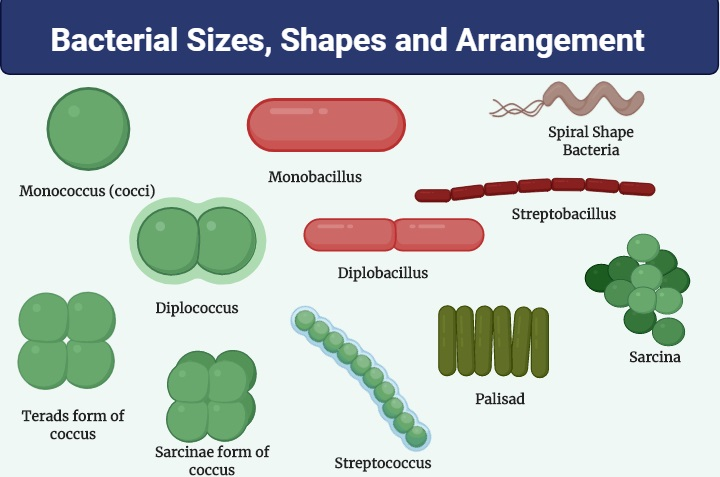 Bacterial Sizes, Shapes and Arrangement
Monococcus (cocci)
Monobacillus
Spiral Shape
Bacteria
Streptobacillus
Diplobacillus
Diplococcus
Sarcina
Palisad
Terads form of
coccus
Sarcinae form of
coccus
Streptococcus